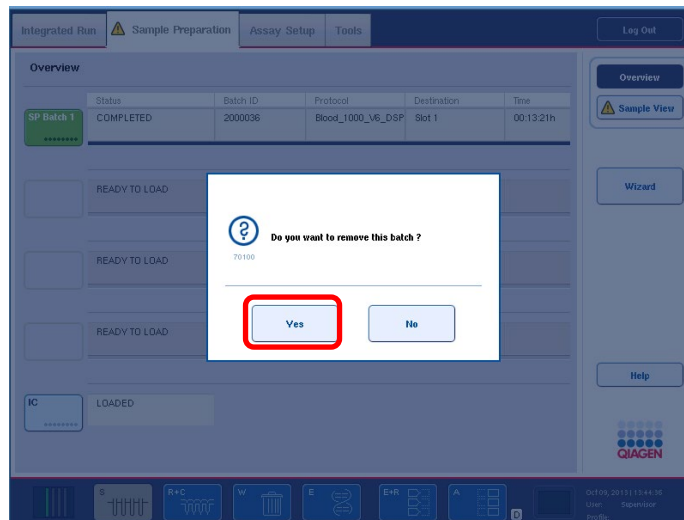 Integrated Run
Sample Preparation
Assay Setup
Tools
Log Out
Overview
Overview
Sample View
Wizard
Help
Status Batch ID Protocol Destination Time
SP Batch 1 COMPLETED 2000036 Blood_1000_V6_DSP Slot 1 00:13:21h
READY TO LOAD
READY TO LOAD
READY TO LOAD
IC LOADED
? Do you want to remove this batch ?
70100
Yes No
QIAGEN
S R+C W E E+R A D
Oct 09, 2013 | 13:44:36
User: Supervisor
Profile: